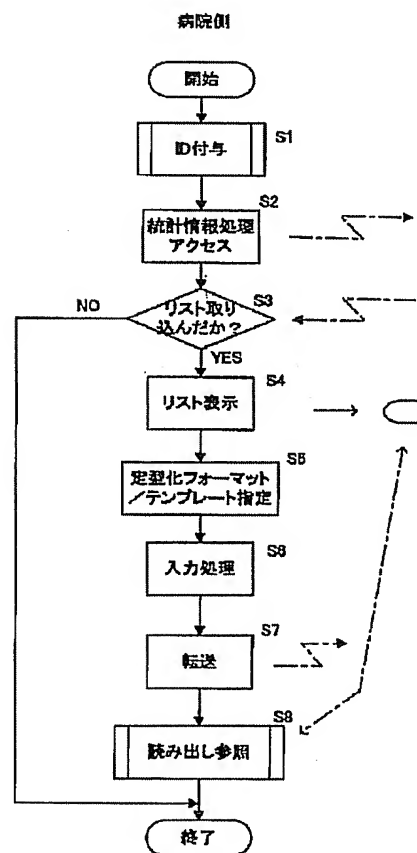 病院側
開始
S1
ID付与
S2
統計情報処理
アクセス
S3
NO
リスト取り
込んだか？
YES
S4
リスト表示
S5
定型化フォーマット
／テンプレート指定
S6
入力処理
S7
転送
S8
読み出し参照
終了